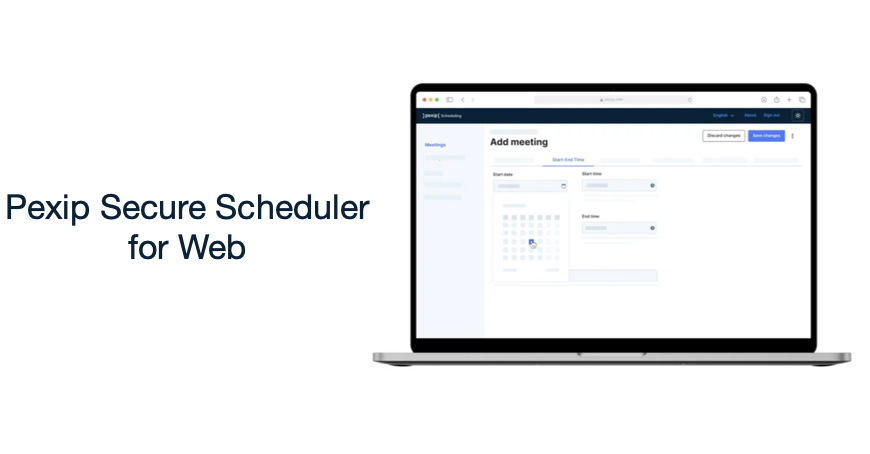 Pexip Secure Scheduler
for Web
]pexip[ Scheduling
English
About
Sign out
Meetings
Add meeting
Discard changes
Save changes
Start-End Time
Start date
Start time
End time